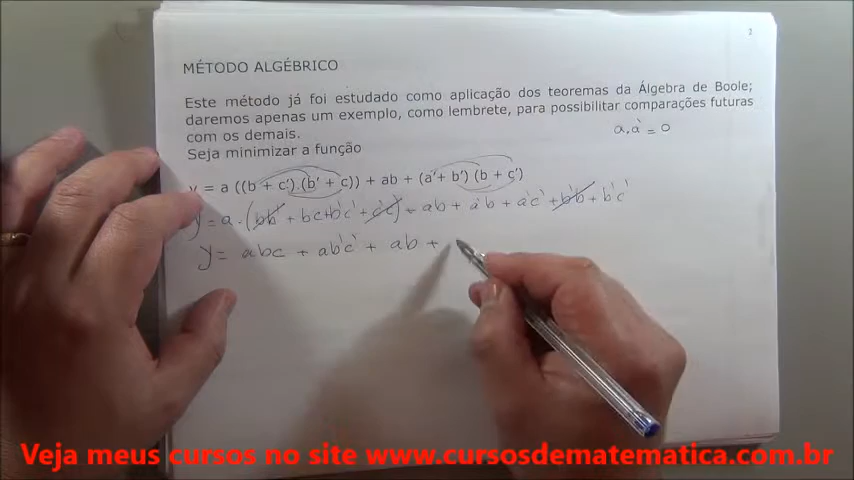 2
MÉTODO ALGÉBRICO
Este método já foi estudado como aplicação dos teoremas da Álgebra de Boole;
daremos apenas um exemplo, como lembrete, para possibilitar comparações futuras
com os demais.
a.a' = 0
Seja minimizar a função
y = a ((b + c').(b' + c)) + ab + (a'+ b') (b + c')
y = a.(bb' + bc + b'c' + c'c) + ab + a'b + a'c' + b'b + b'c'
y = abc + ab'c' + ab +
Veja meus cursos no site www.cursosdematematica.com.br